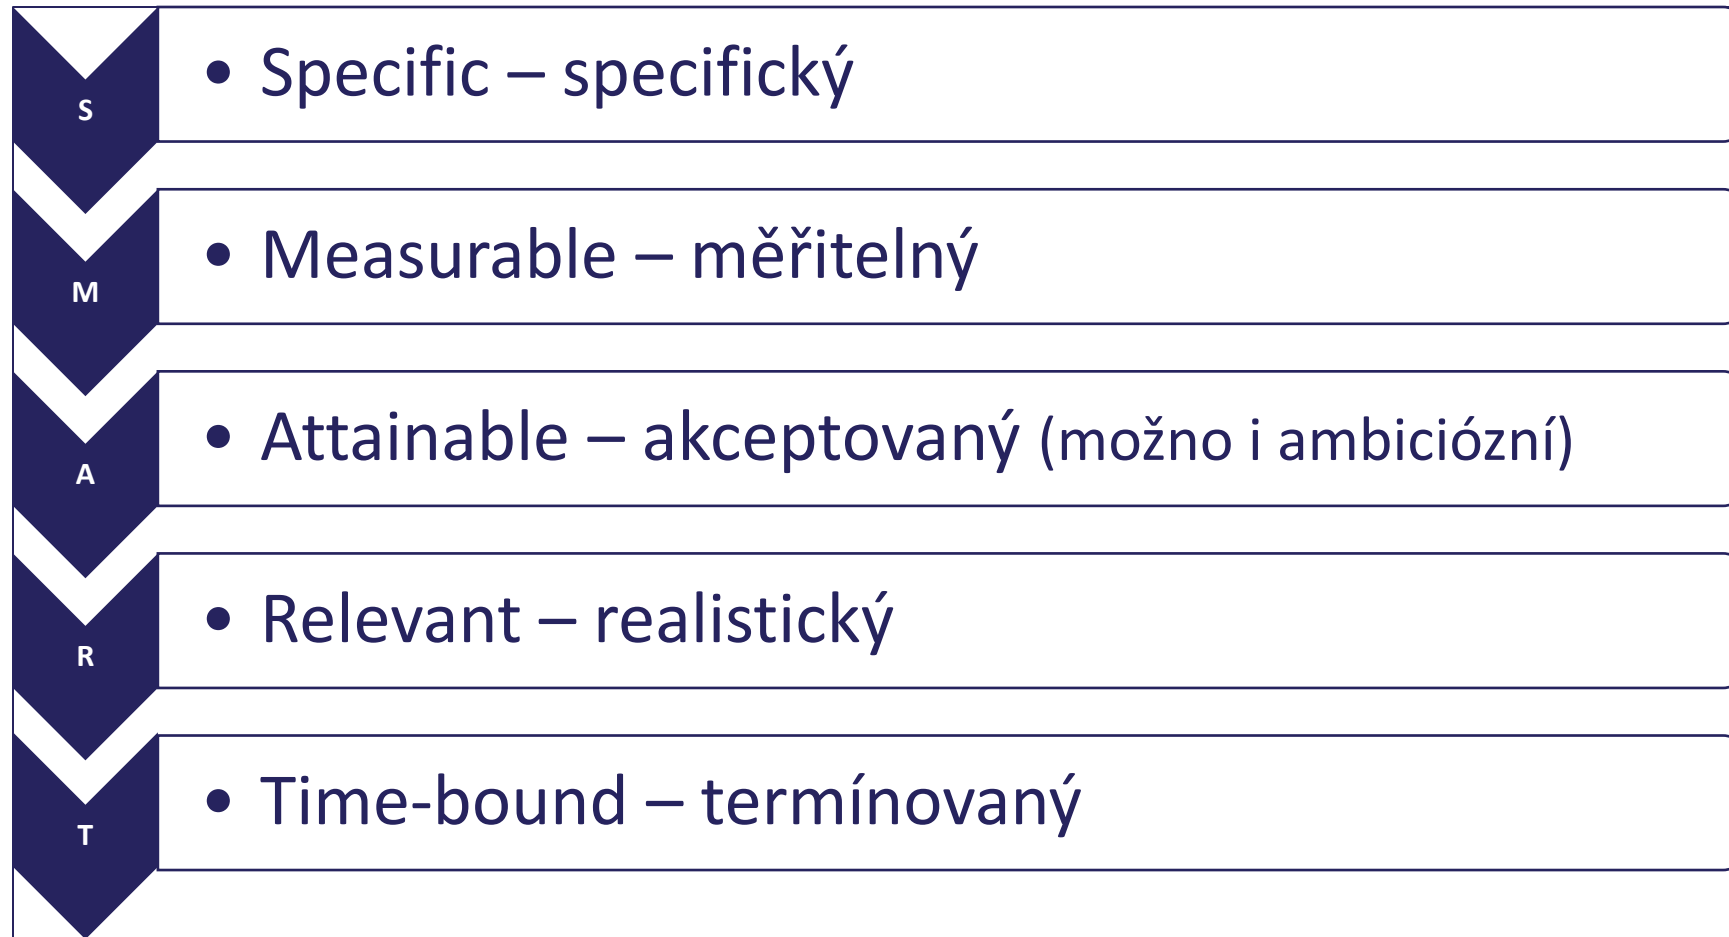 S
• Specific – specifický
M
• Measurable – měřitelný
A
• Attainable – akceptovaný (možno i ambiciózní)
R
• Relevant – realistický
T
• Time-bound – termínovaný